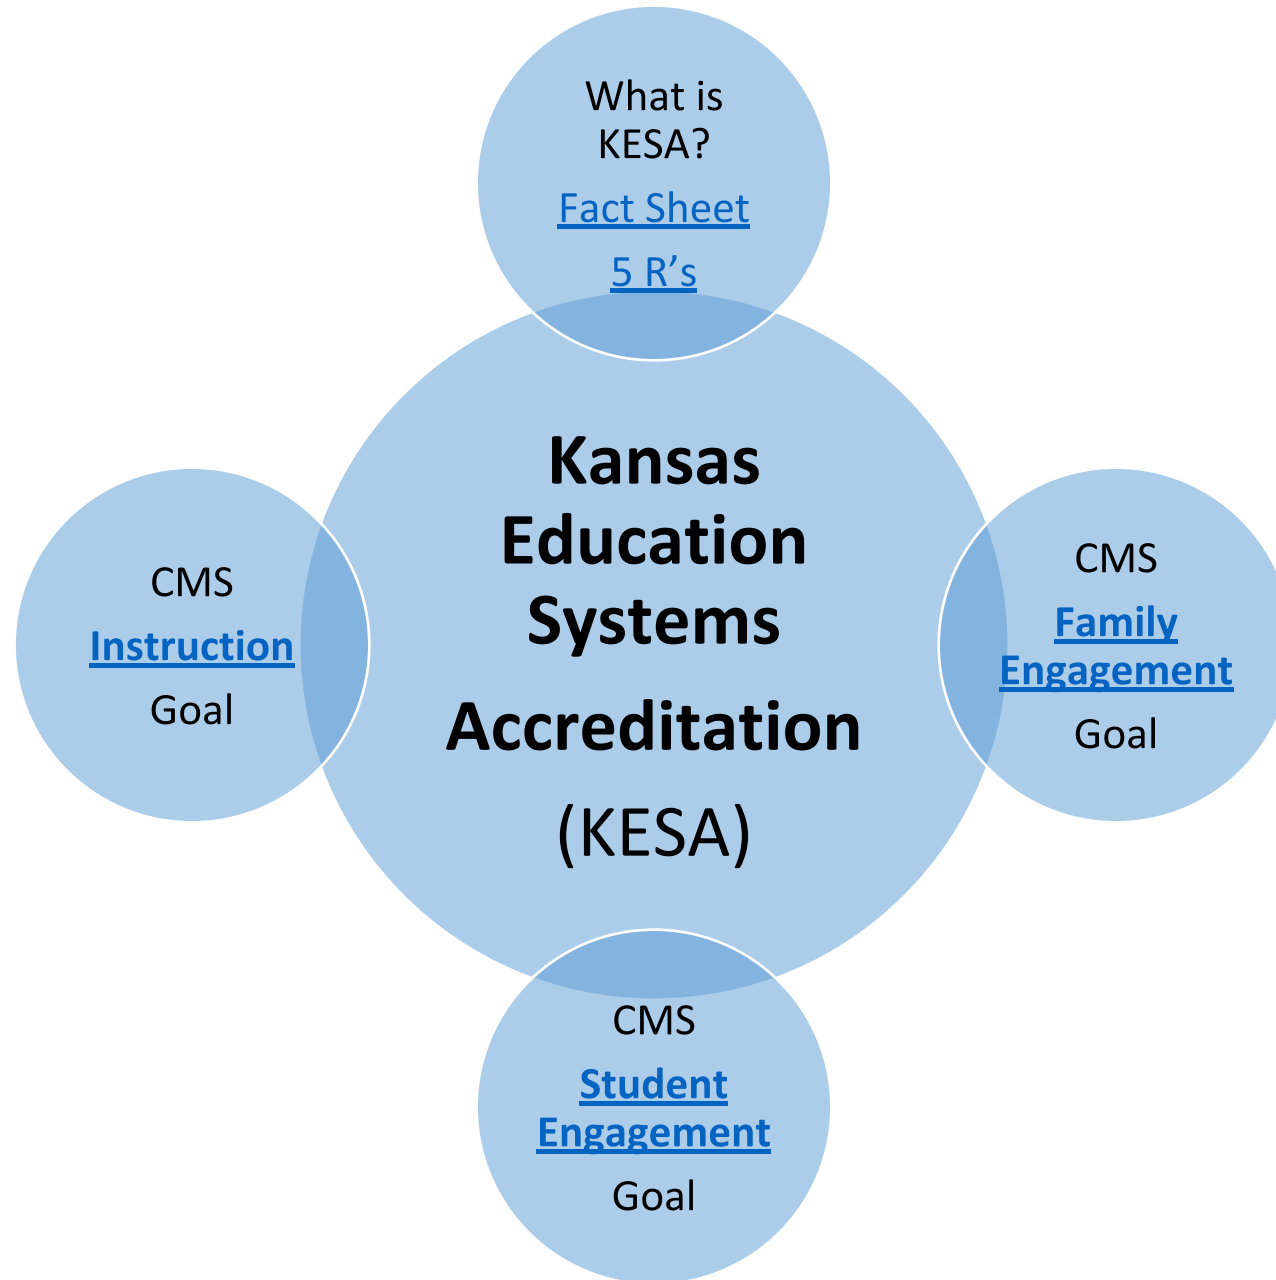 What is
KESA?
Fact Sheet
5 R’s
Kansas
Education
Systems
Accreditation
(KESA)
CMS
Instruction
Goal
CMS
Family
Engagement
Goal
CMS
Student
Engagement
Goal